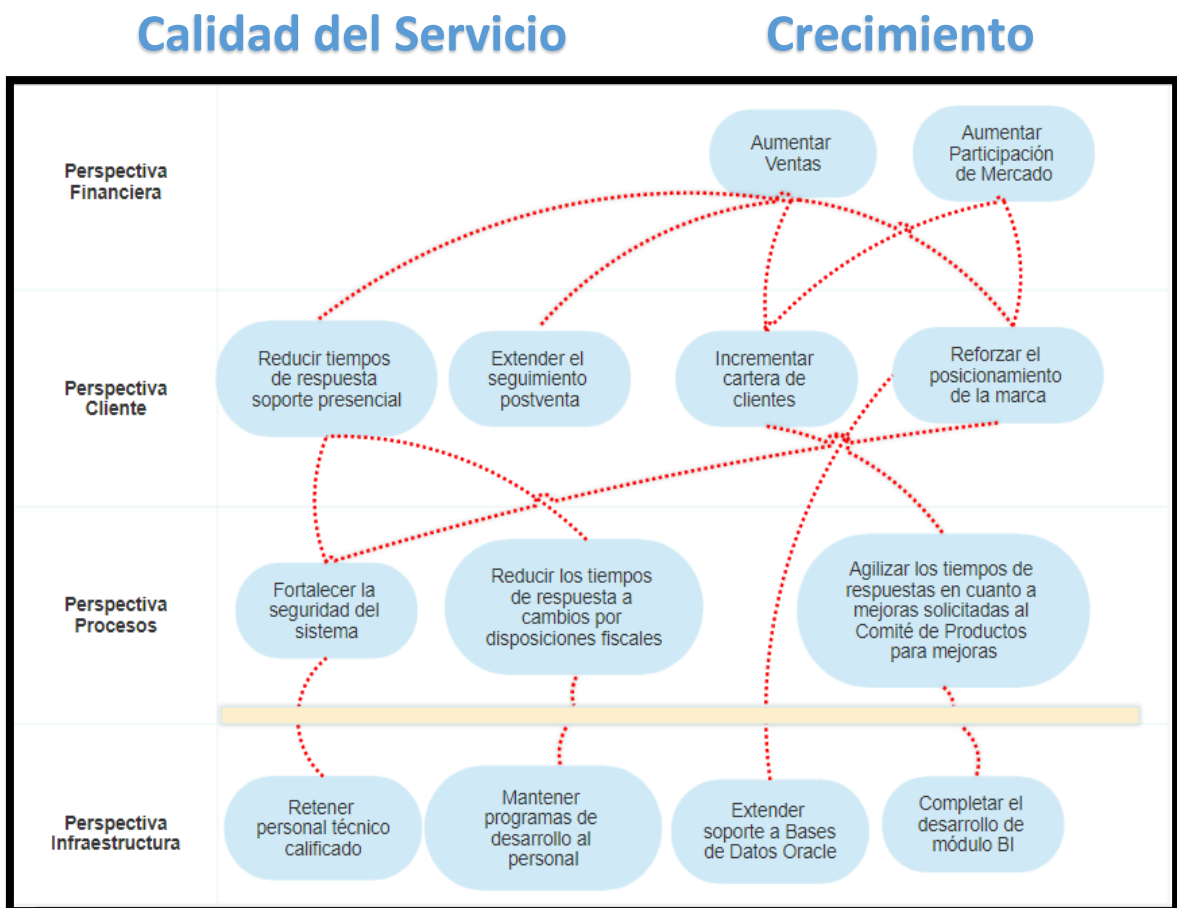 Calidad del Servicio
Crecimiento
Perspectiva
Financiera
Aumentar
Ventas
Aumentar
Participación
de Mercado
Perspectiva
Cliente
Reducir tiempos
de respuesta
soporte presencial
Extender el
seguimiento
postventa
Incrementar
cartera de
clientes
Reforzar el
posicionamiento
de la marca
Perspectiva
Procesos
Fortalecer la
seguridad del
sistema
Reducir los tiempos
de respuesta a
cambios por
disposiciones fiscales
Agilizar los tiempos de
respuestas en cuanto a
mejoras solicitadas al
Comité de Productos
para mejoras
Perspectiva
Infraestructura
Retener
personal técnico
calificado
Mantener
programas de
desarrollo al
personal
Extender
soporte a Bases
de Datos Oracle
Completar el
desarrollo de
módulo BI